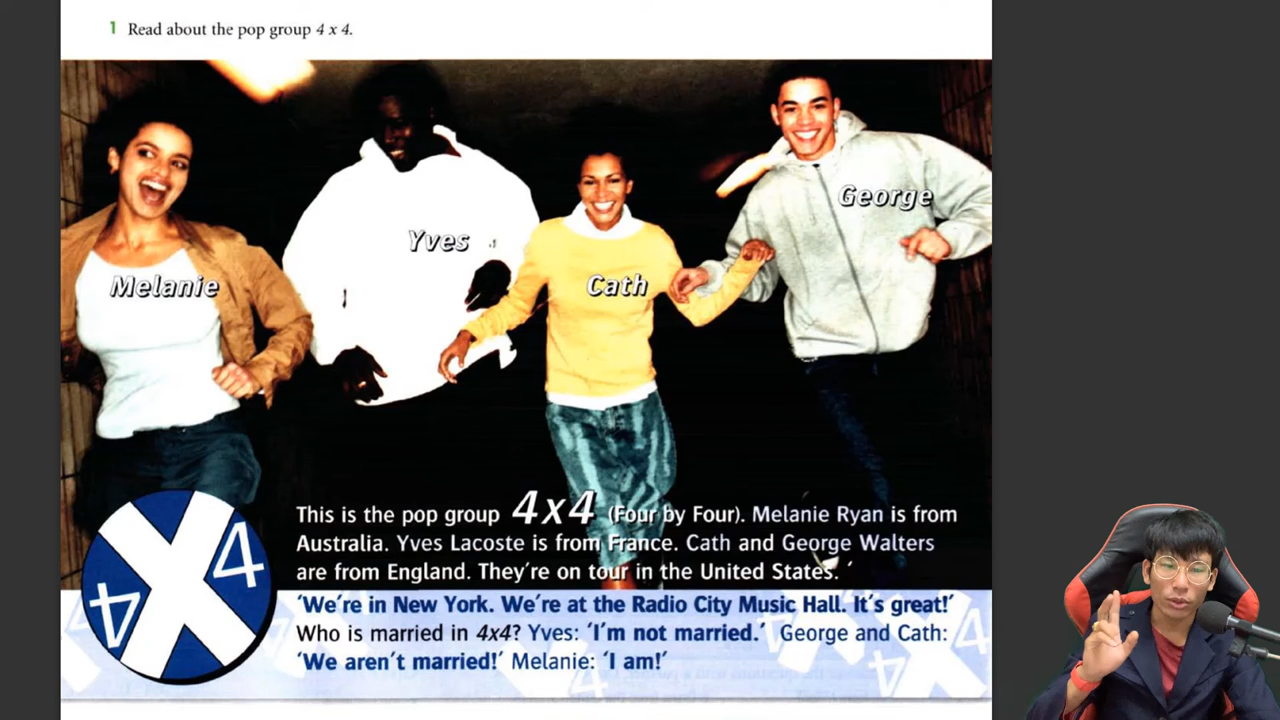 1 Read about the pop group 4 x 4.
Melanie
Yves
Cath
George
This is the pop group 4x4 (Four by Four). Melanie Ryan is from
Australia. Yves Lacoste is from France. Cath and George Walters
are from England. They're on tour in the United States. '
'We're in New York. We're at the Radio City Music Hall. It's great!'
Who is married in 4x4? Yves: 'I'm not married.' George and Cath:
'We aren't married!' Melanie: 'I am!'
4X4